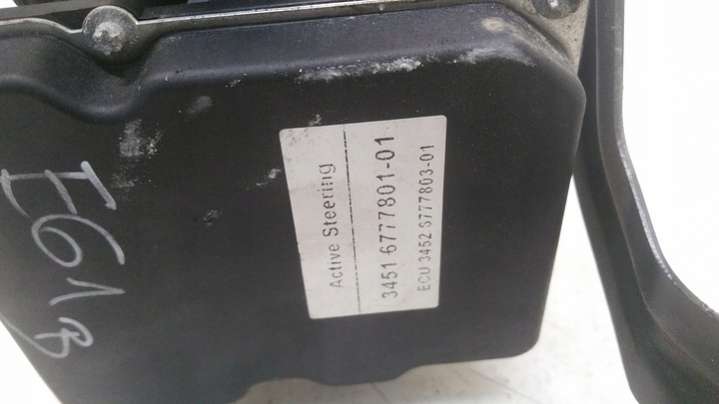 Active Steering
3451 6777801-01
ECU 3452 6777803-01
E61B